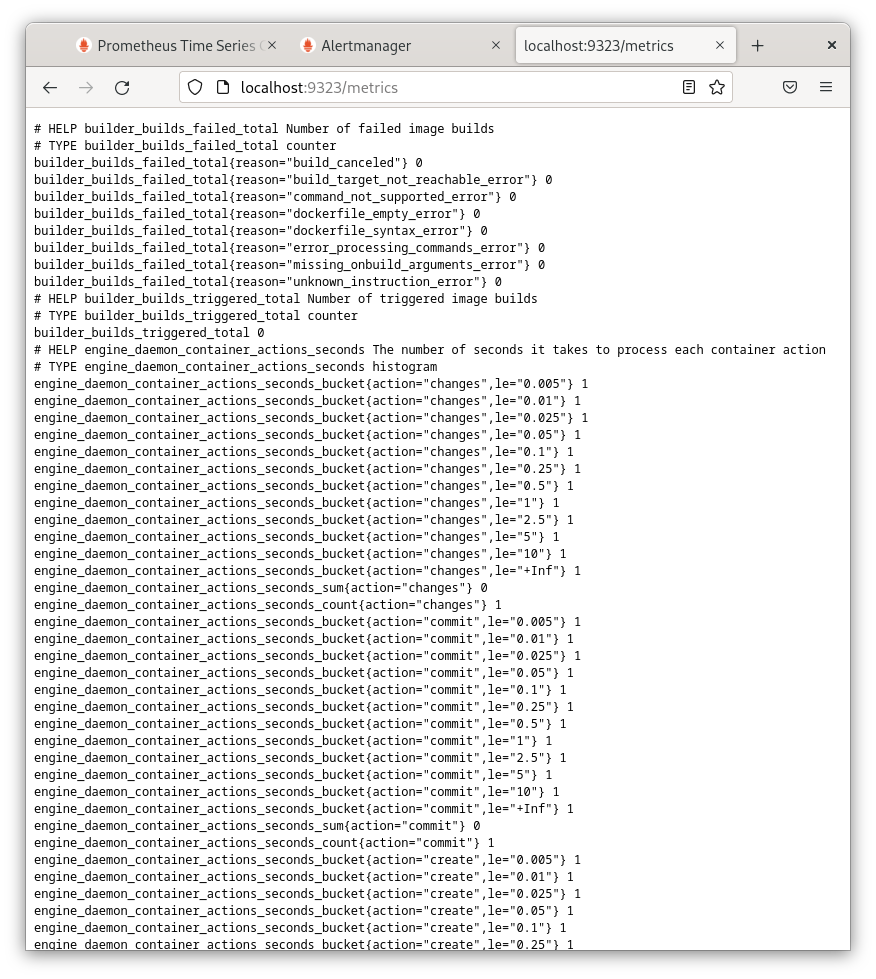 Prometheus Time Series
Alertmanager
localhost:9323/metrics
localhost:9323/metrics
# HELP builder_builds_failed_total Number of failed image builds
# TYPE builder_builds_failed_total counter
builder_builds_failed_total{reason="build_canceled"} 0
builder_builds_failed_total{reason="build_target_not_reachable_error"} 0
builder_builds_failed_total{reason="command_not_supported_error"} 0
builder_builds_failed_total{reason="dockerfile_empty_error"} 0
builder_builds_failed_total{reason="dockerfile_syntax_error"} 0
builder_builds_failed_total{reason="error_processing_commands_error"} 0
builder_builds_failed_total{reason="missing_onbuild_arguments_error"} 0
builder_builds_failed_total{reason="unknown_instruction_error"} 0
# HELP builder_builds_triggered_total Number of triggered image builds
# TYPE builder_builds_triggered_total counter
builder_builds_triggered_total 0
# HELP engine_daemon_container_actions_seconds The number of seconds it takes to process each container action
# TYPE engine_daemon_container_actions_seconds histogram
engine_daemon_container_actions_seconds_bucket{action="changes",le="0.005"} 1
engine_daemon_container_actions_seconds_bucket{action="changes",le="0.01"} 1
engine_daemon_container_actions_seconds_bucket{action="changes",le="0.025"} 1
engine_daemon_container_actions_seconds_bucket{action="changes",le="0.05"} 1
engine_daemon_container_actions_seconds_bucket{action="changes",le="0.1"} 1
engine_daemon_container_actions_seconds_bucket{action="changes",le="0.25"} 1
engine_daemon_container_actions_seconds_bucket{action="changes",le="0.5"} 1
engine_daemon_container_actions_seconds_bucket{action="changes",le="1"} 1
engine_daemon_container_actions_seconds_bucket{action="changes",le="2.5"} 1
engine_daemon_container_actions_seconds_bucket{action="changes",le="5"} 1
engine_daemon_container_actions_seconds_bucket{action="changes",le="10"} 1
engine_daemon_container_actions_seconds_bucket{action="changes",le="+Inf"} 1
engine_daemon_container_actions_seconds_sum{action="changes"} 0
engine_daemon_container_actions_seconds_count{action="changes"} 1
engine_daemon_container_actions_seconds_bucket{action="commit",le="0.005"} 1
engine_daemon_container_actions_seconds_bucket{action="commit",le="0.01"} 1
engine_daemon_container_actions_seconds_bucket{action="commit",le="0.025"} 1
engine_daemon_container_actions_seconds_bucket{action="commit",le="0.05"} 1
engine_daemon_container_actions_seconds_bucket{action="commit",le="0.1"} 1
engine_daemon_container_actions_seconds_bucket{action="commit",le="0.25"} 1
engine_daemon_container_actions_seconds_bucket{action="commit",le="0.5"} 1
engine_daemon_container_actions_seconds_bucket{action="commit",le="1"} 1
engine_daemon_container_actions_seconds_bucket{action="commit",le="2.5"} 1
engine_daemon_container_actions_seconds_bucket{action="commit",le="5"} 1
engine_daemon_container_actions_seconds_bucket{action="commit",le="10"} 1
engine_daemon_container_actions_seconds_bucket{action="commit",le="+Inf"} 1
engine_daemon_container_actions_seconds_sum{action="commit"} 0
engine_daemon_container_actions_seconds_count{action="commit"} 1
engine_daemon_container_actions_seconds_bucket{action="create",le="0.005"} 1
engine_daemon_container_actions_seconds_bucket{action="create",le="0.01"} 1
engine_daemon_container_actions_seconds_bucket{action="create",le="0.025"} 1
engine_daemon_container_actions_seconds_bucket{action="create",le="0.05"} 1
engine_daemon_container_actions_seconds_bucket{action="create",le="0.1"} 1
engine_daemon_container_actions_seconds_bucket{action="create",le="0.25"} 1